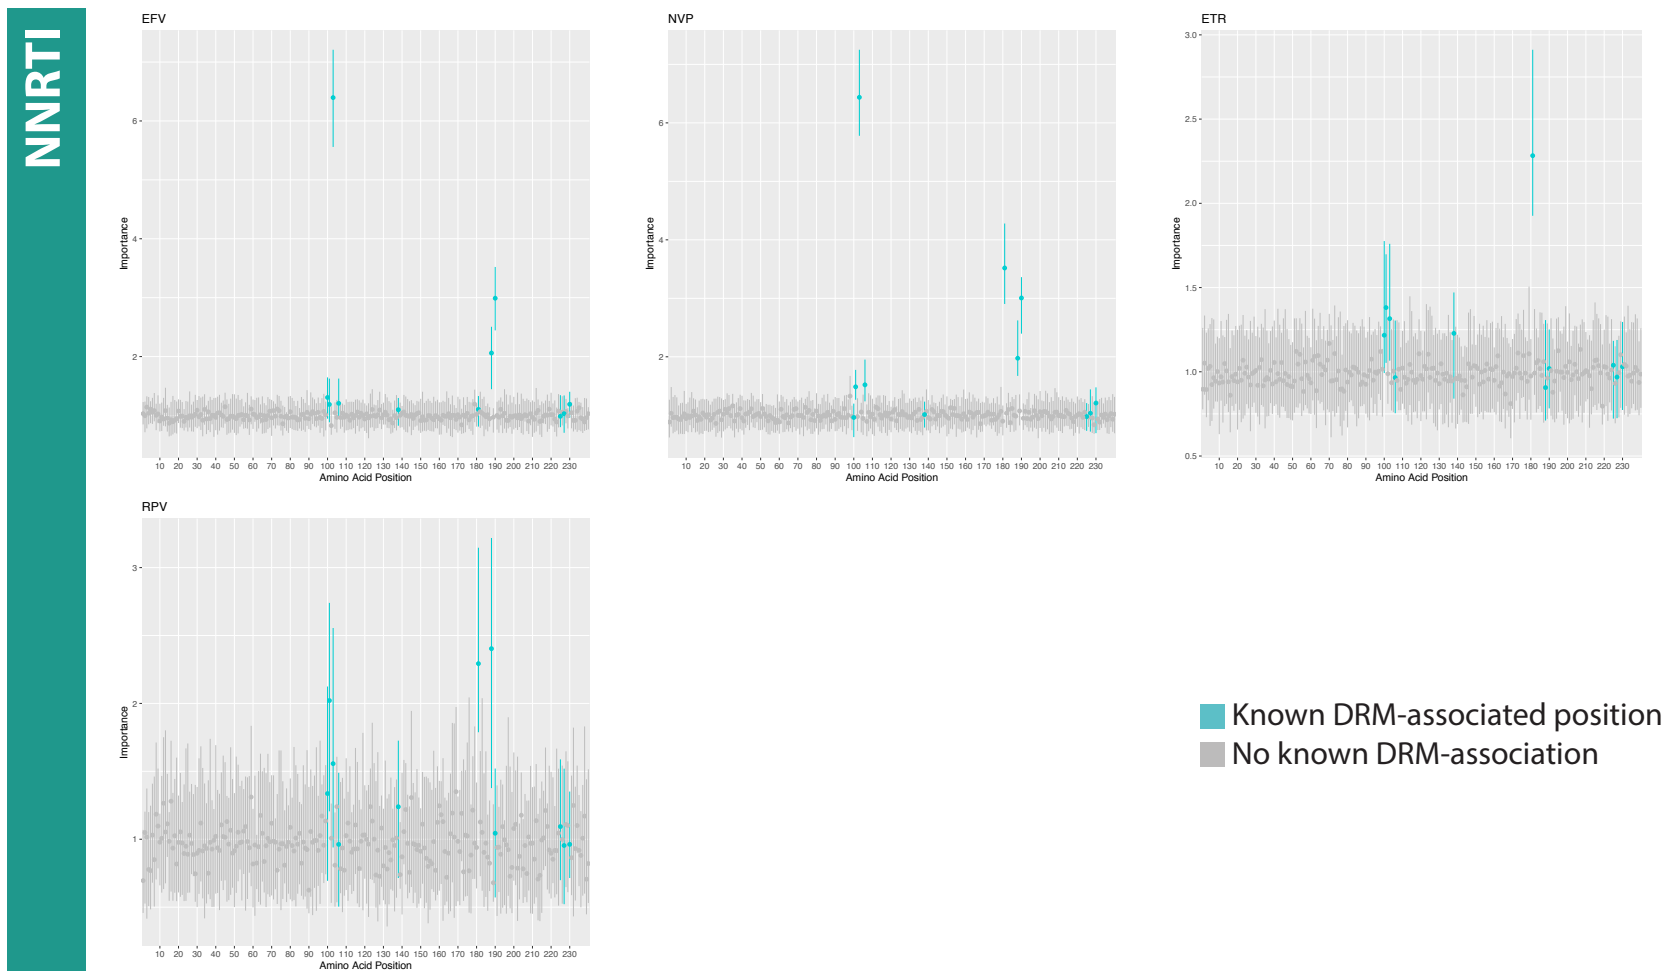 NNRTI
EFV
Importance
6
4
2
10 20 30 40 50 60 70 80 90 100 110 120 130 140 150 160 170 180 190 200 210 220 230
Amino Acid Position
NVP
Importance
6
4
2
10 20 30 40 50 60 70 80 90 100 110 120 130 140 150 160 170 180 190 200 210 220 230
Amino Acid Position
ETR
Importance
3.0
2.5
2.0
1.5
1.0
0.5
10 20 30 40 50 60 70 80 90 100 110 120 130 140 150 160 170 180 190 200 210 220 230
Amino Acid Position
RPV
Importance
3
2
1
10 20 30 40 50 60 70 80 90 100 110 120 130 140 150 160 170 180 190 200 210 220 230
Amino Acid Position
Known DRM-associated position
No known DRM-association